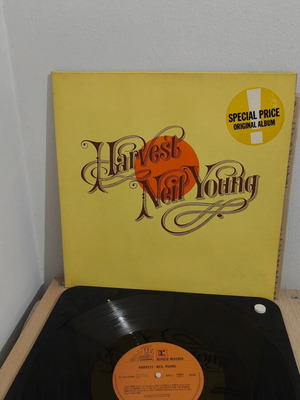 SPECIAL PRICE
ORIGINAL ALBUM
Harvest
Neil Young
HARVEST - NEIL YOUNG